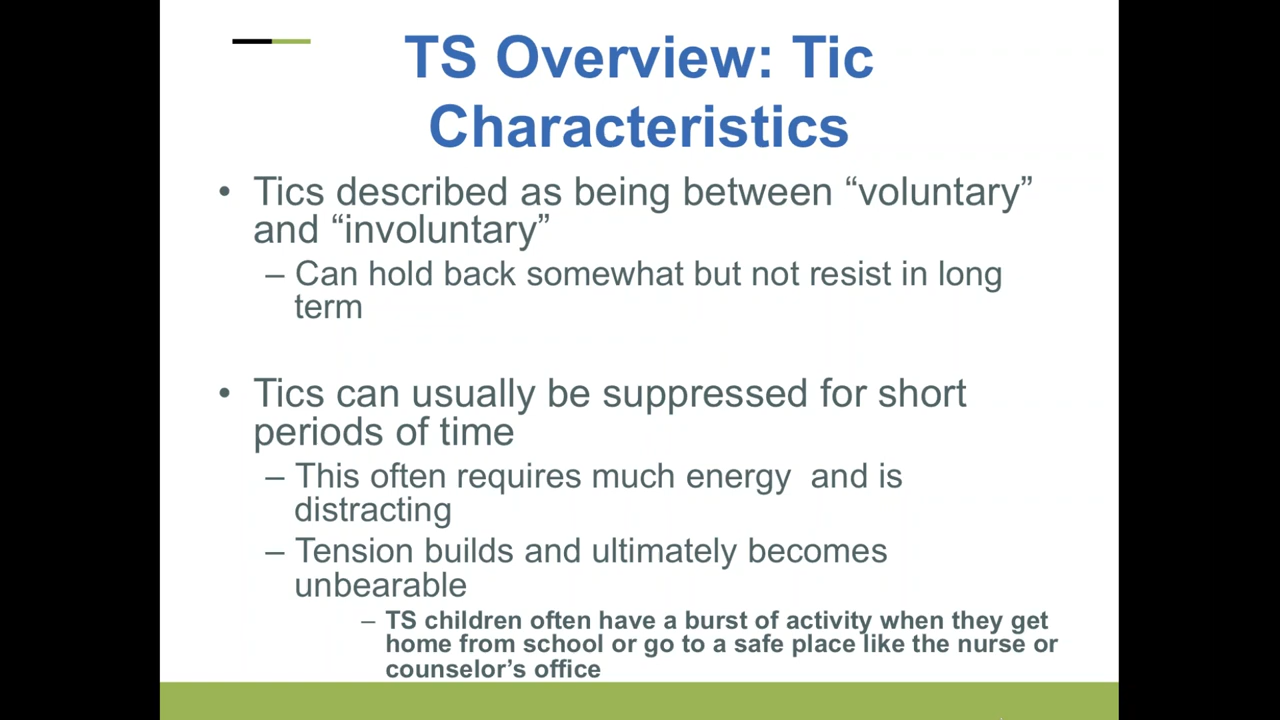 TS Overview: Tic
Characteristics
• Tics described as being between “voluntary”
and “involuntary”
– Can hold back somewhat but not resist in long
term
• Tics can usually be suppressed for short
periods of time
– This often requires much energy  and is
distracting
– Tension builds and ultimately becomes
unbearable
– TS children often have a burst of activity when they get
home from school or go to a safe place like the nurse or
counselor’s office